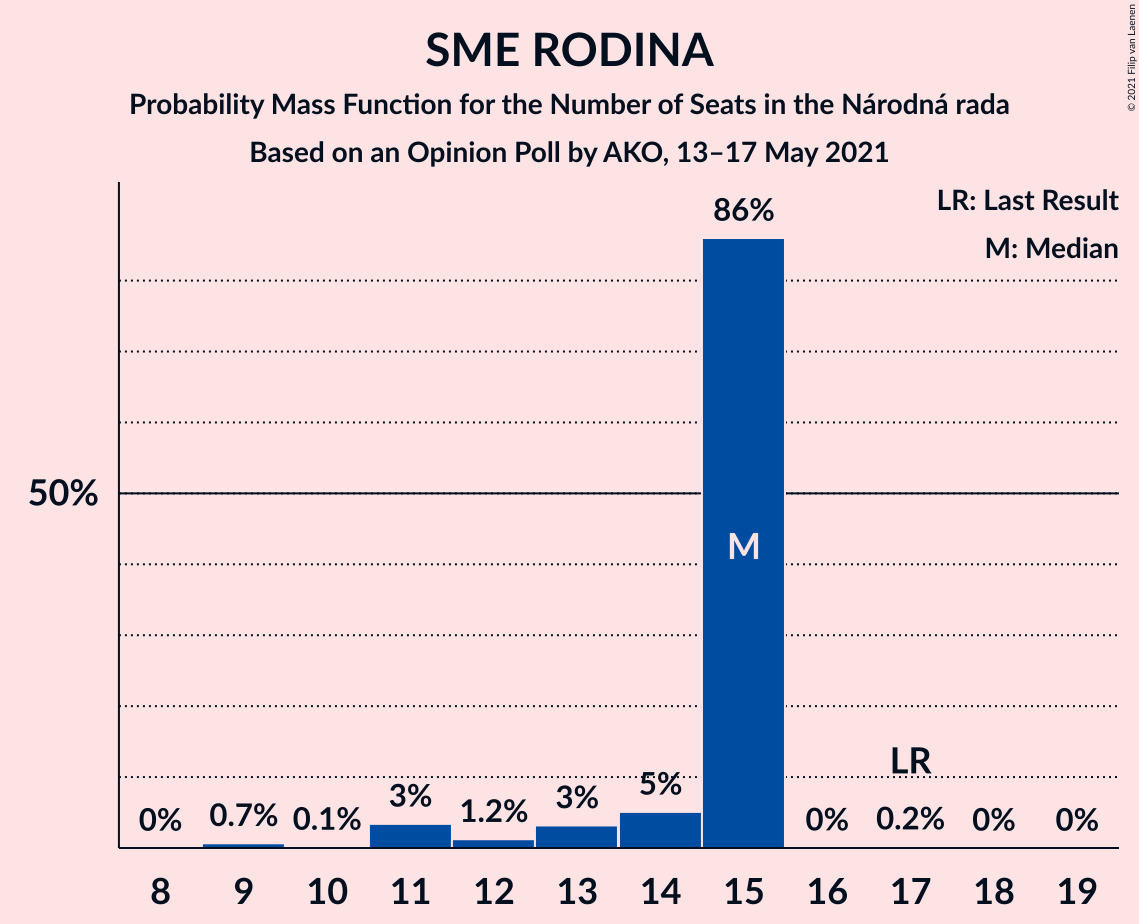 SME RODINA
Probability Mass Function for the Number of Seats in the Národná rada
Based on an Opinion Poll by AKO, 13–17 May 2021
© 2021 Filip van Laenen
LR: Last Result
M: Median
86%
50%
M
LR
0% 0.7% 0.1% 3% 1.2% 3% 5% 0% 0.2% 0% 0%
8 9 10 11 12 13 14 15 16 17 18 19